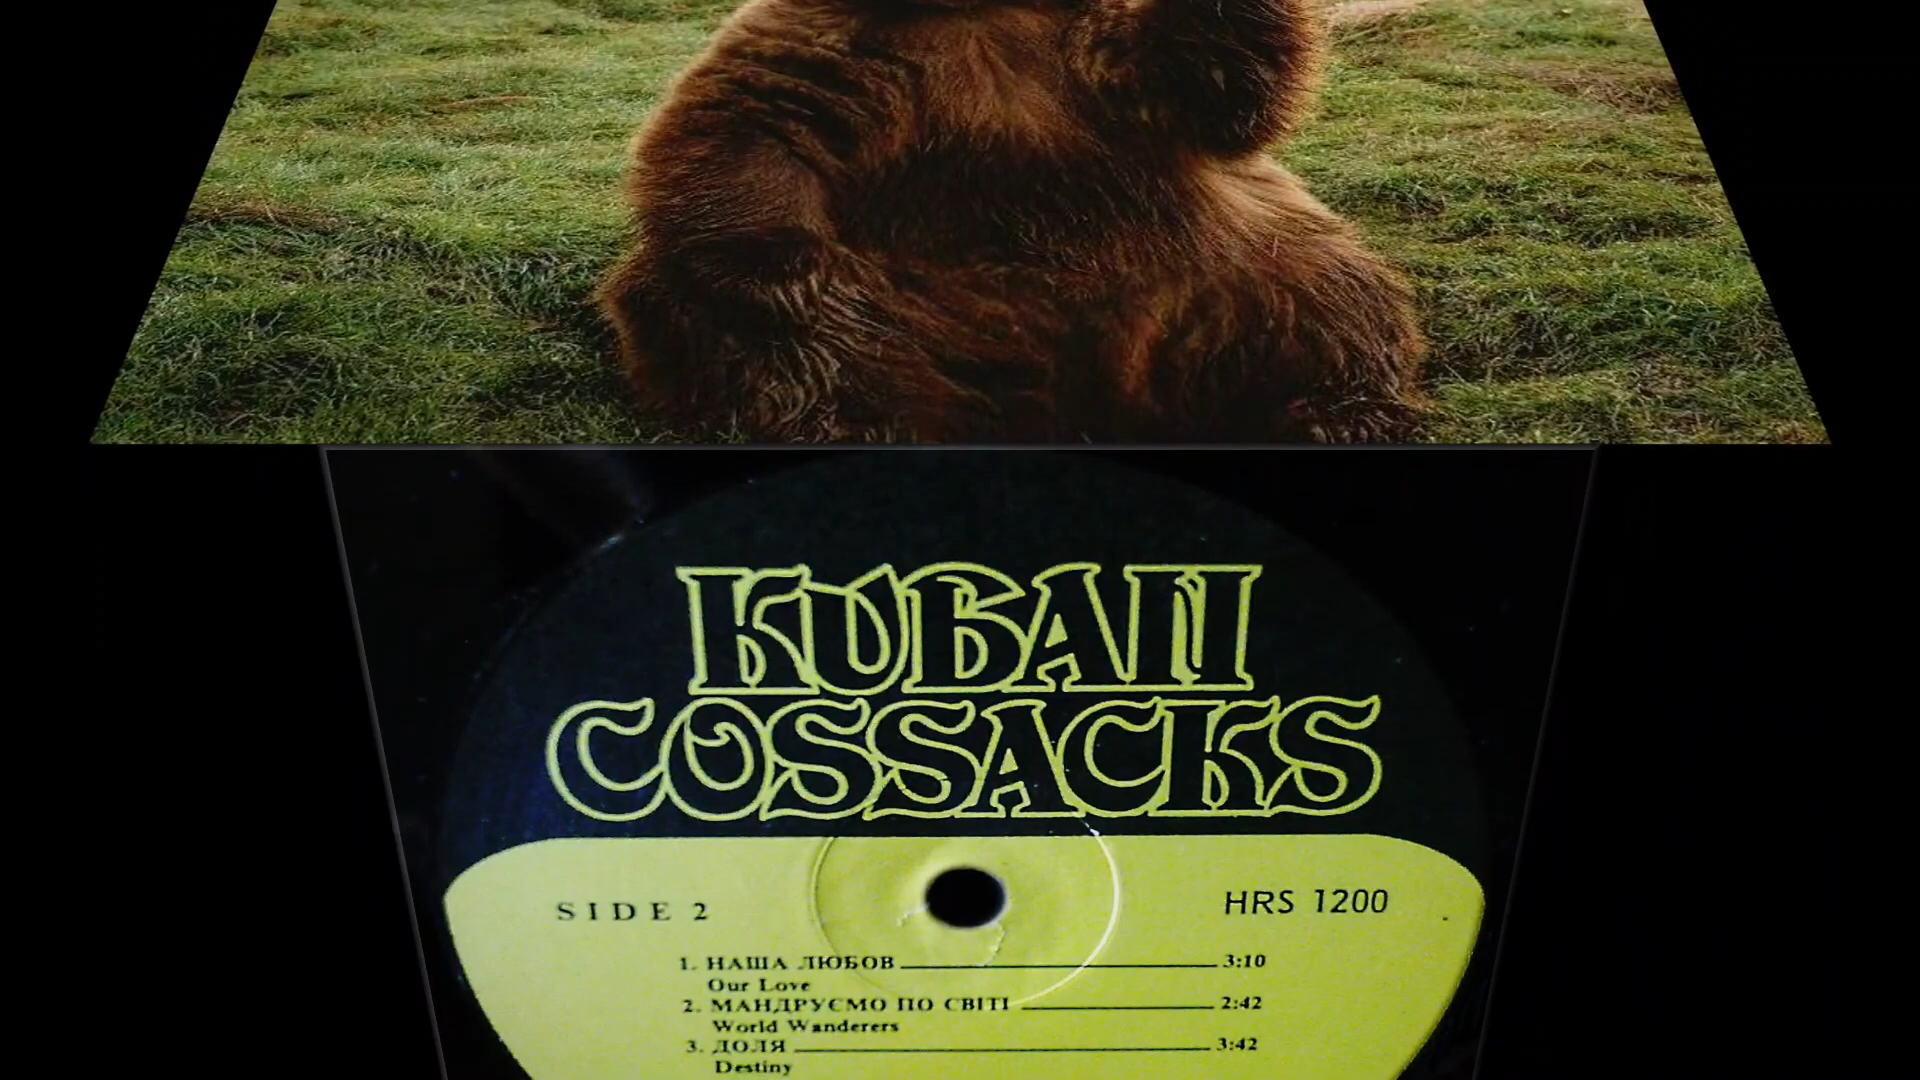 KUBAN
COSSACKS
SIDE 2
HRS 1200
1. НАША ЛЮБОВ 3:10
Our Love
2. МАНДРУЄМО ПО СВІТІ 2:42
World Wanderers
3. ДОЛЯ 3:42
Destiny